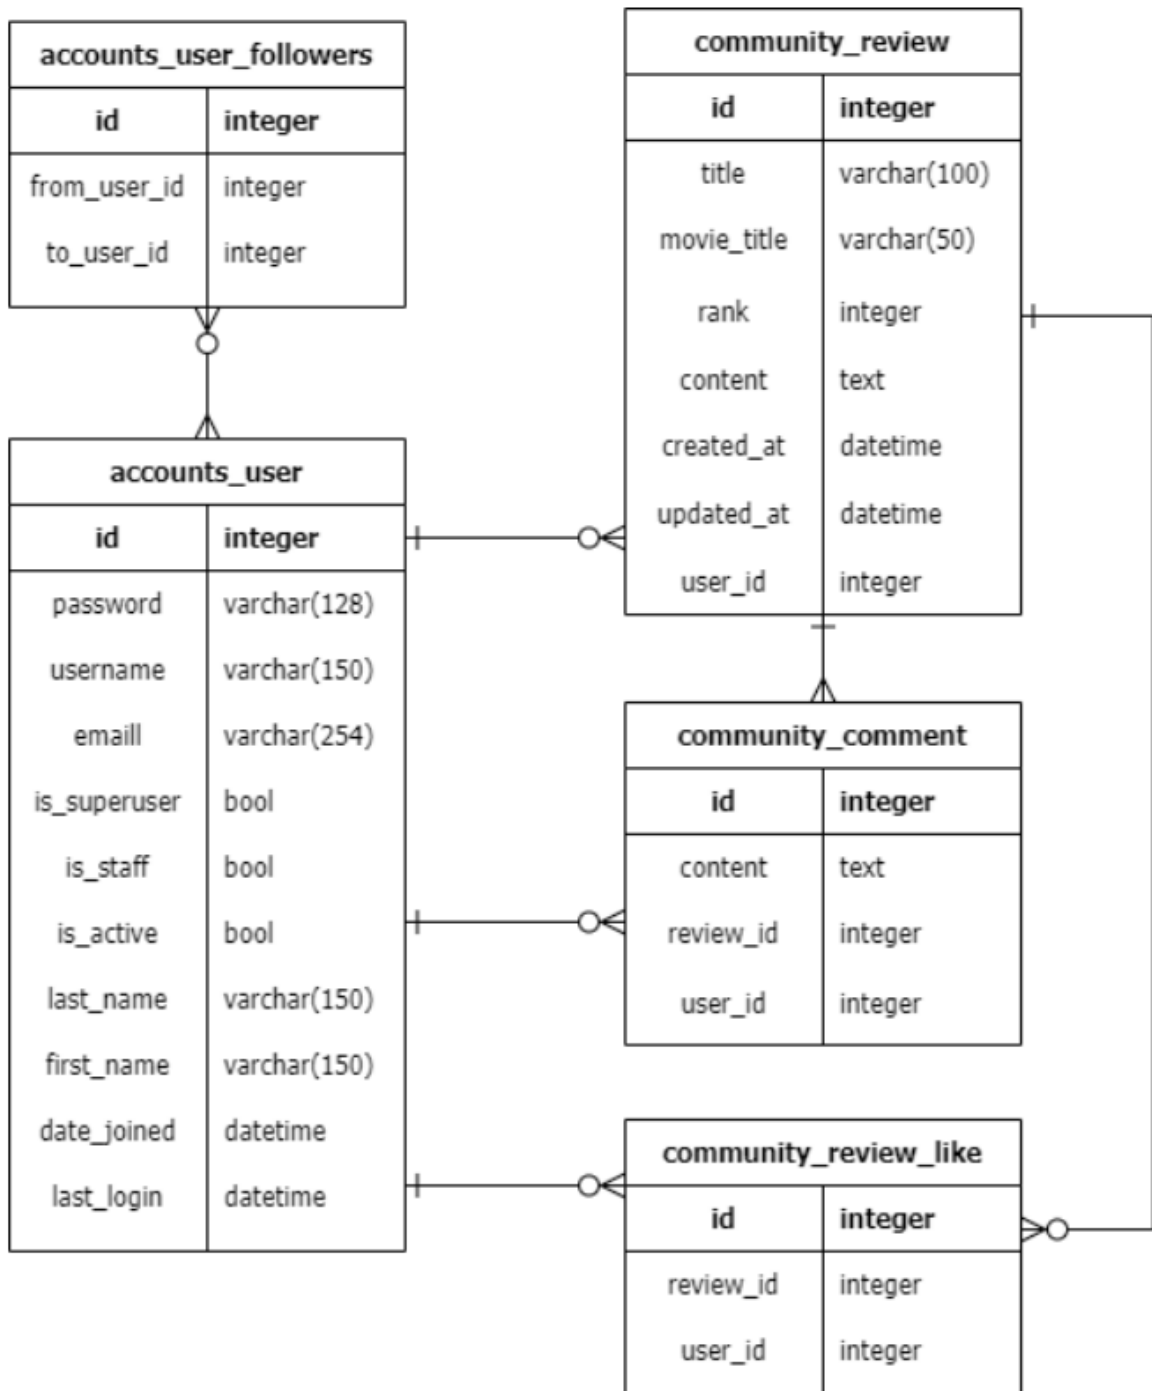 accounts_user_followers
id integer
from_user_id integer
to_user_id integer
accounts_user
id integer
password varchar(128)
username varchar(150)
emaill varchar(254)
is_superuser bool
is_staff bool
is_active bool
last_name varchar(150)
first_name varchar(150)
date_joined datetime
last_login datetime
community_review
id integer
title varchar(100)
movie_title varchar(50)
rank integer
content text
created_at datetime
updated_at datetime
user_id integer
community_comment
id integer
content text
review_id integer
user_id integer
community_review_like
id integer
review_id integer
user_id integer